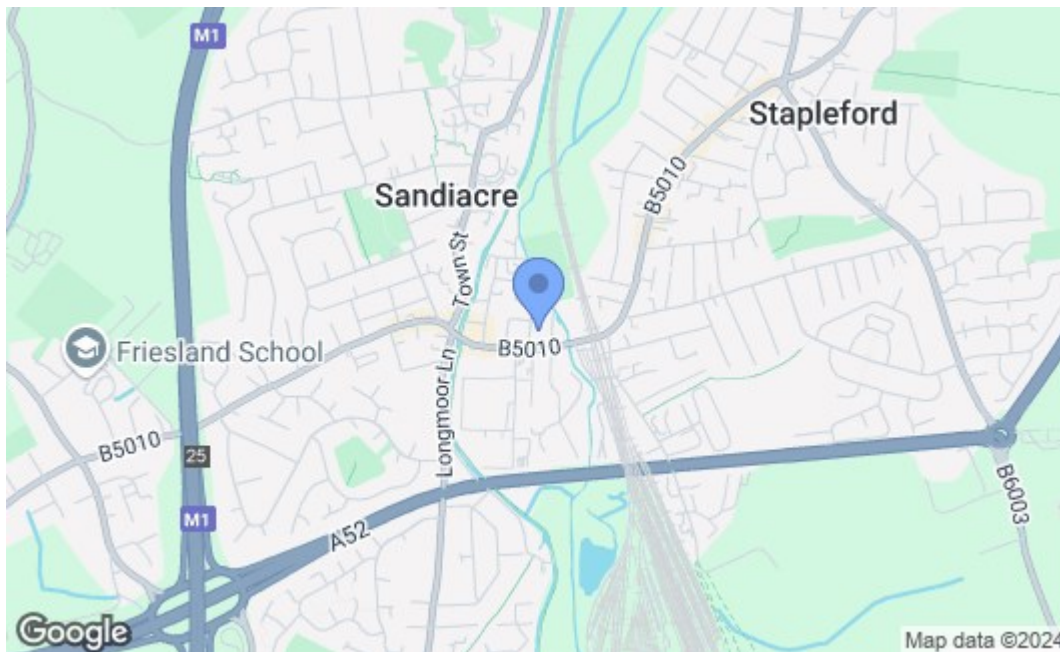 M1
Stapleford
Sandiacre
B5010
Town St
Friesland School
B5010
Longmoor Ln
B5010
25
M1
A52
B6003
Google
Map data ©2024